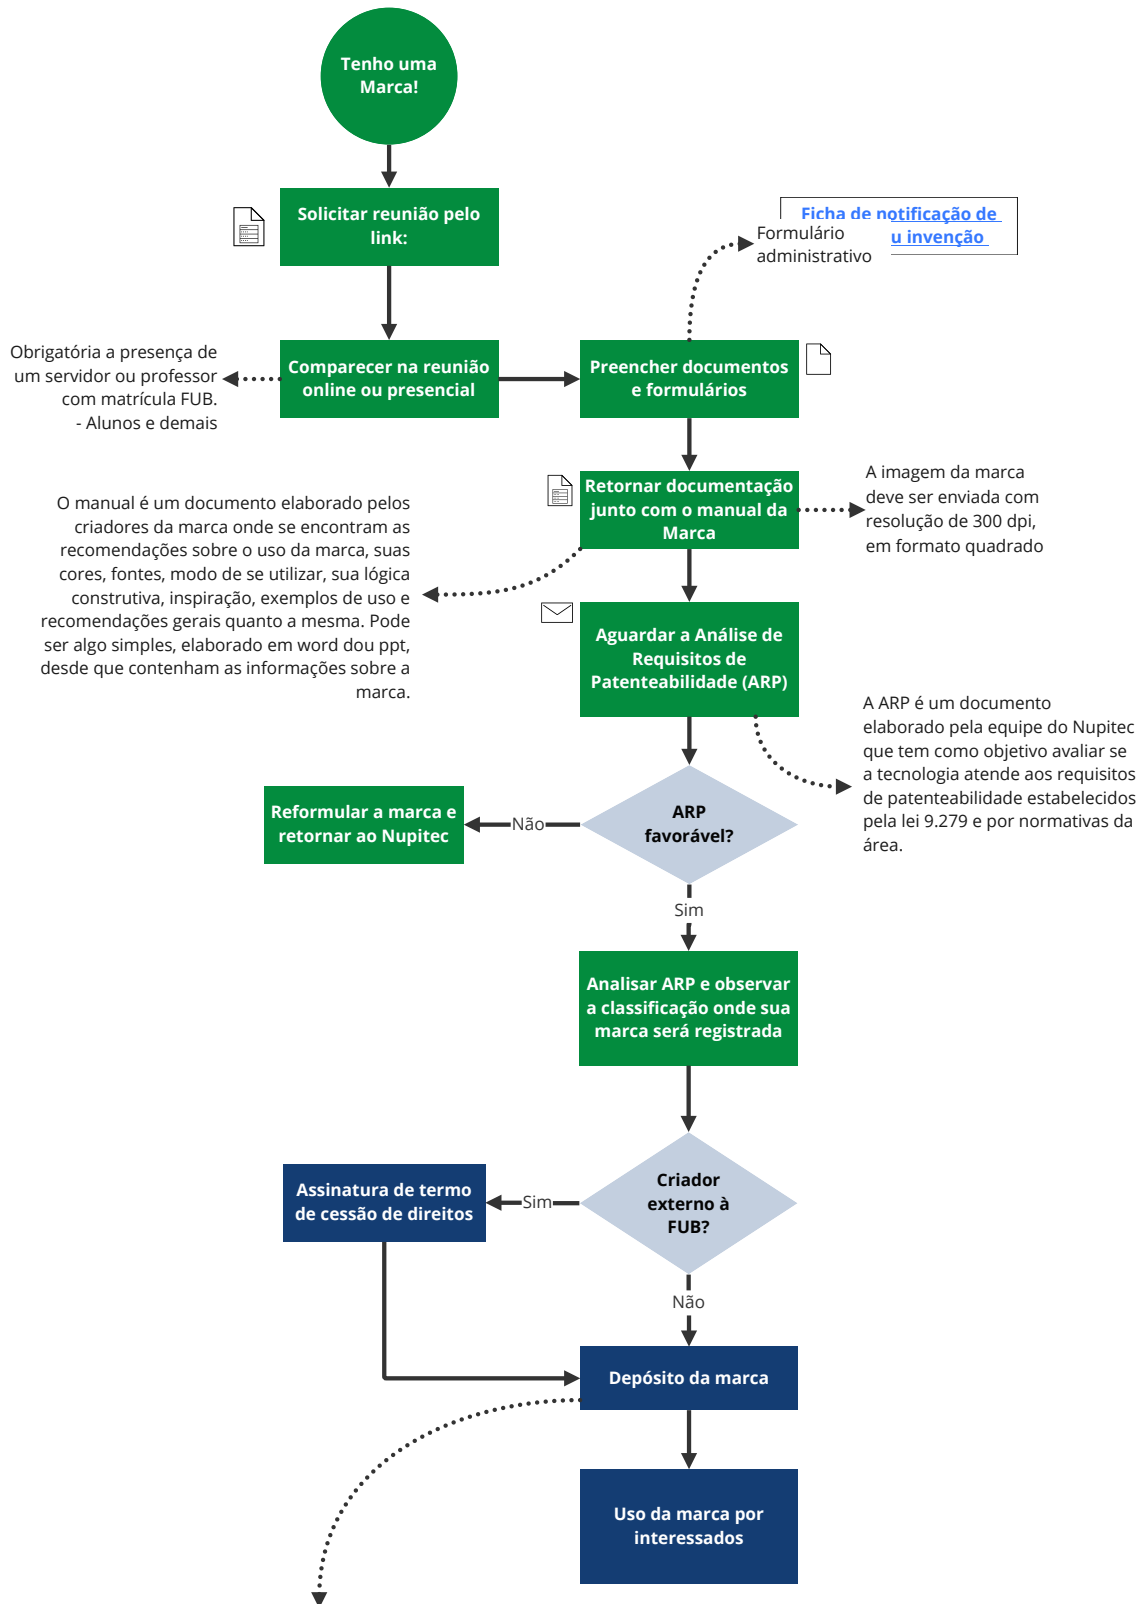 Tenho uma
Marca!
Solicitar reunião pelo
link:
Ficha de notificação de
u invenção
Formulário
administrativo
Obrigatória a presença de
um servidor ou professor
com matrícula FUB.
- Alunos e demais
Comparecer na reunião
online ou presencial
Preencher documentos
e formulários
Retornar documentação
junto com o manual da
Marca
A imagem da marca
deve ser enviada com
resolução de 300 dpi,
em formato quadrado
O manual é um documento elaborado pelos
criadores da marca onde se encontram as
recomendações sobre o uso da marca, suas
cores, fontes, modo de se utilizar, sua lógica
construtiva, inspiração, exemplos de uso e
recomendações gerais quanto a mesma. Pode
ser algo simples, elaborado em word dou ppt,
desde que contenham as informações sobre a
marca.
Aguardar a Análise de
Requisitos de
Patenteabilidade (ARP)
A ARP é um documento
elaborado pela equipe do Nupitec
que tem como objetivo avaliar se
a tecnologia atende aos requisitos
de patenteabilidade estabelecidos
pela lei 9.279 e por normativas da
área.
ARP
favorável?
Não
Reformular a marca e
retornar ao Nupitec
Sim
Analisar ARP e observar
a classificação onde sua
marca será registrada
Criador
externo à
FUB?
Sim
Assinatura de termo
de cessão de direitos
Não
Depósito da marca
Uso da marca por
interessados